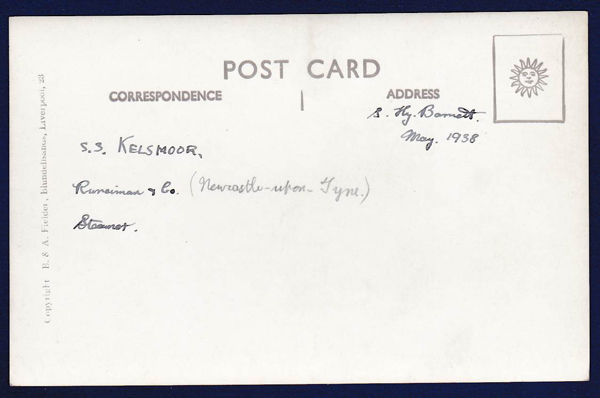 POST CARD
CORRESPONDENCE
ADDRESS
S. Hy. Barnett.
May. 1938
S.S. KELSMOOR,
Runciman & Co. (Newcastle-upon-Tyne.)
Steamer.
Copyright B. & A. Feilden, Blundellsands, Liverpool, 23